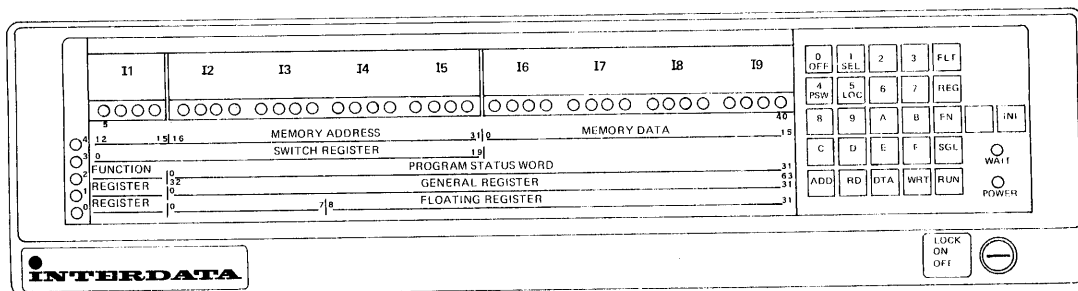 I1 I2 I3 I4 I5 I6 I7 I8 I9
5 40
4 12 15 16 MEMORY ADDRESS 31 0 MEMORY DATA 15
3 0 SWITCH REGISTER 19
2 FUNCTION 0 PROGRAM STATUS WORD 31
32 63
1 REGISTER 0 GENERAL REGISTER 31
0 REGISTER 0 7 8 FLOATING REGISTER 31
0 OFF 1 SEL 2 3 FLT
4 PSW 5 LOC 6 7 REG
8 9 A B FN INI
C D E F SGL
WAIT
ADD RD DTA WRT RUN
POWER
LOCK
ON
OFF
INTERDATA